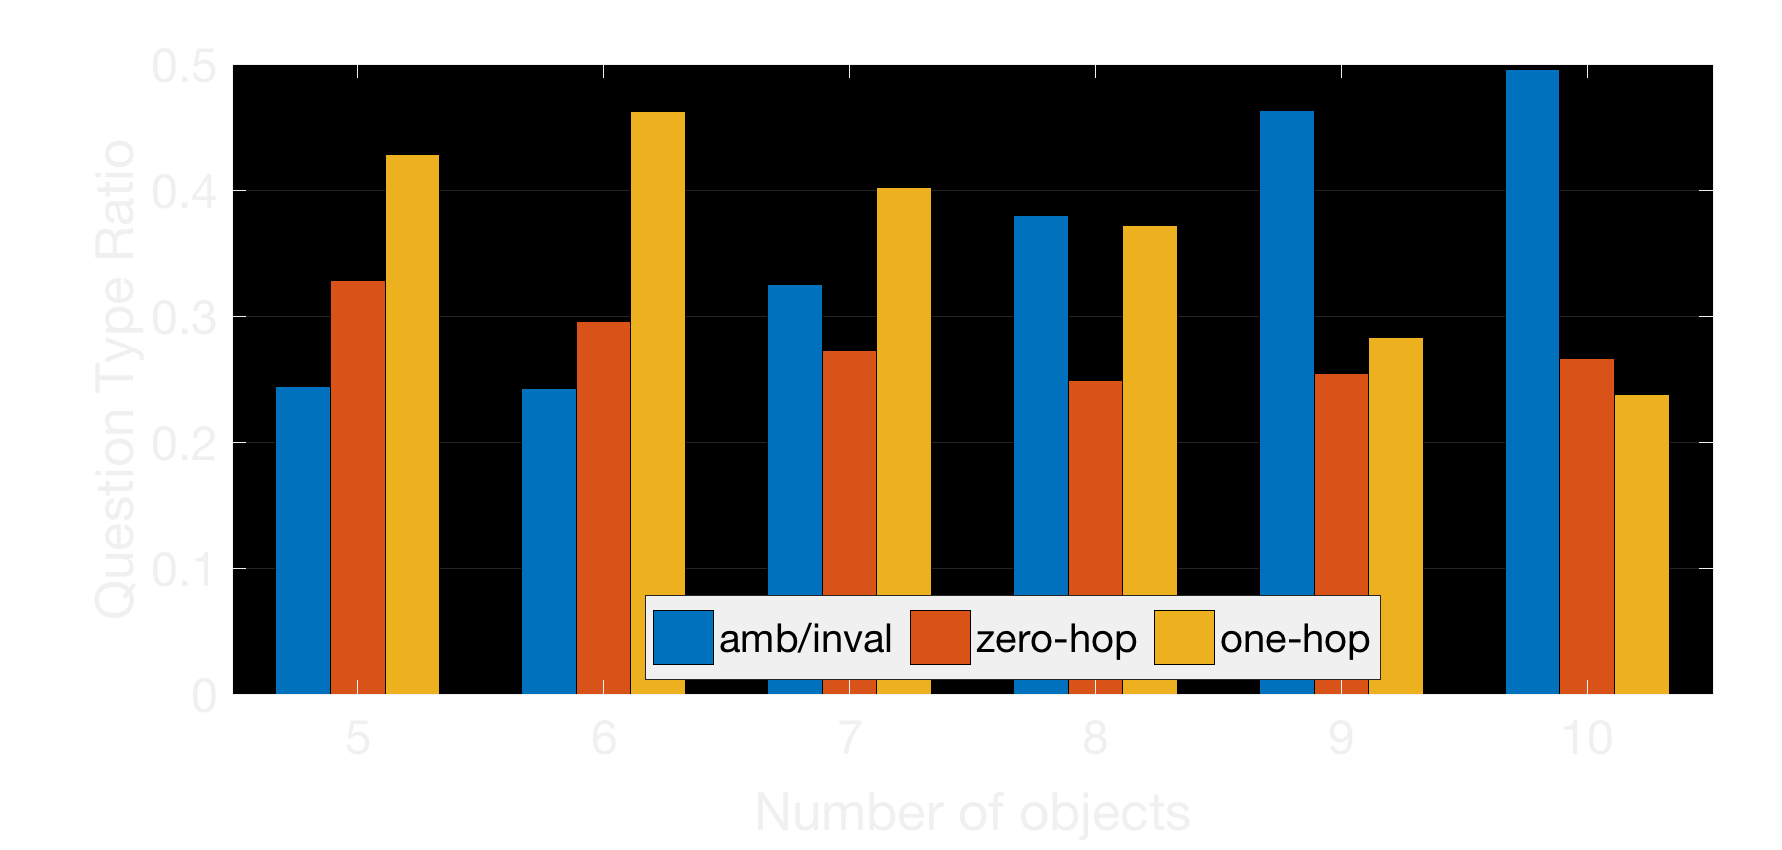 0.5
0.4
0.3
0.2
0.1
0
Question Type Ratio
amb/inval zero-hop one-hop
5 6 7 8 9 10
Number of objects